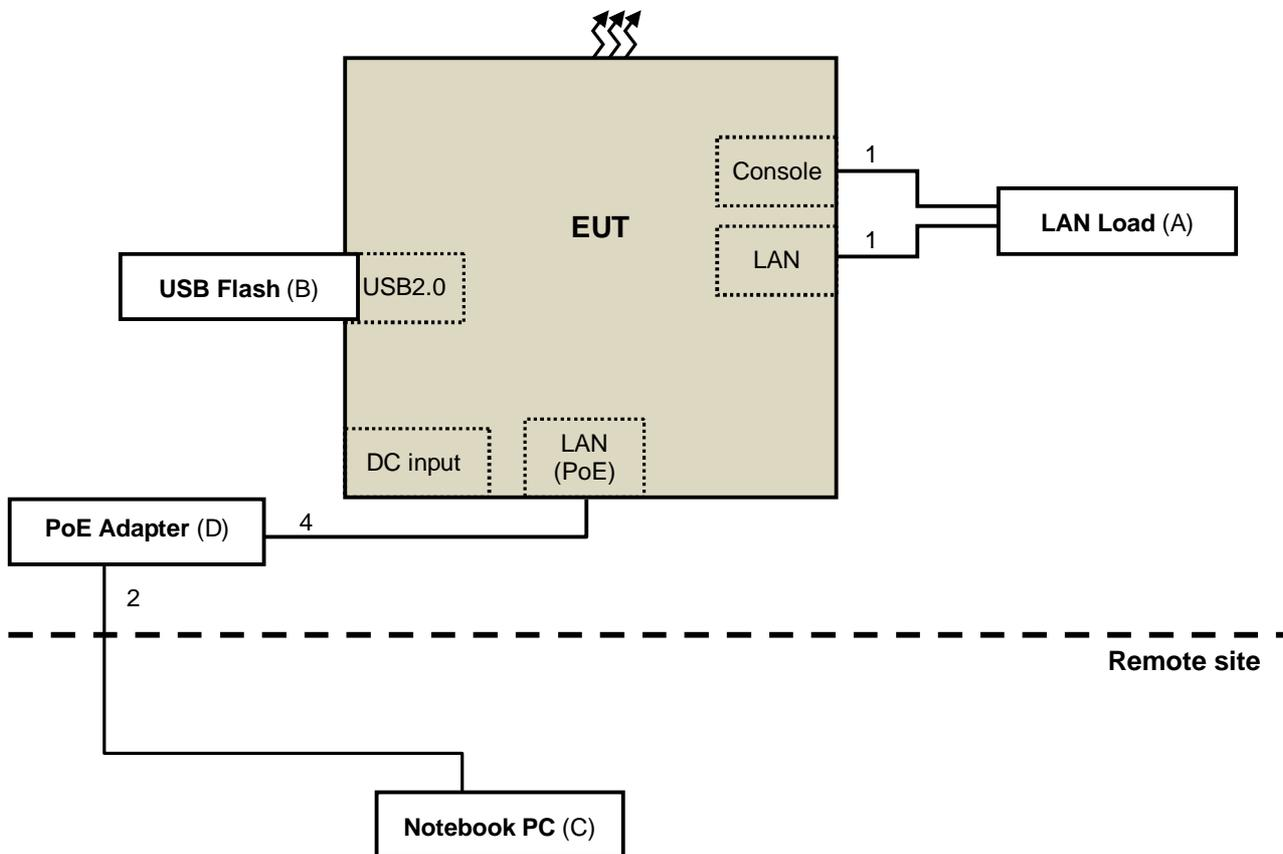 Console
1
EUT
LAN Load (A)
1
LAN
USB Flash (B)
USB2.0
DC input
LAN
(PoE)
PoE Adapter (D)
4
2
Remote site
Notebook PC (C)